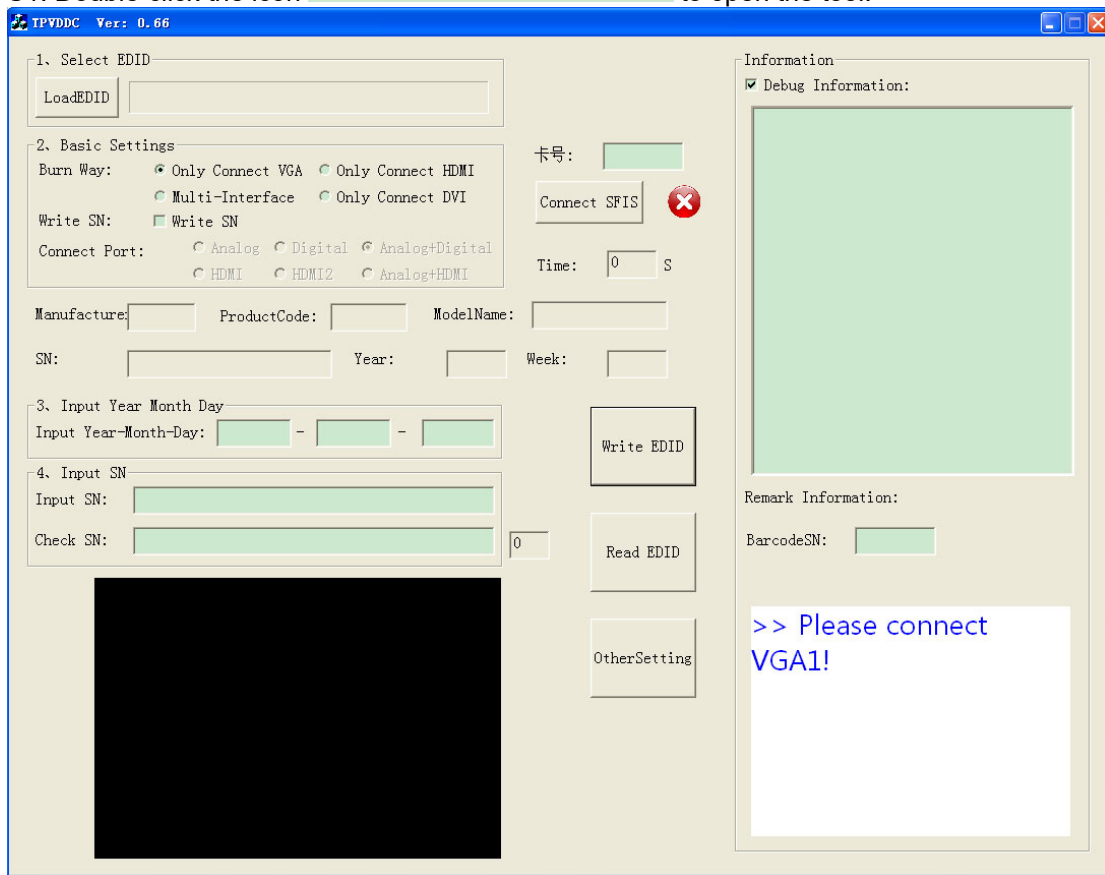 to open the tool.
TPVDDC Ver: 0.66
1、Select EDID
LoadEDID
2、Basic Settings
Burn Way: Only Connect VGA Only Connect HDMI
Multi-Interface Only Connect DVI
Write SN: Write SN
Connect Port: Analog Digital Analog+Digital
HDMI HDMI2 Analog+HDMI
卡号:
Connect SFIS
Time: 0 S
Manufacture: ProductCode: ModelName:
SN: Year: Week:
3、Input Year Month Day
Input Year-Month-Day: - -
4、Input SN
Input SN:
Check SN: 0
Write EDID
Read EDID
OtherSetting
Information
Debug Information:
Remark Information:
BarcodeSN:
>> Please connect
VGA1!